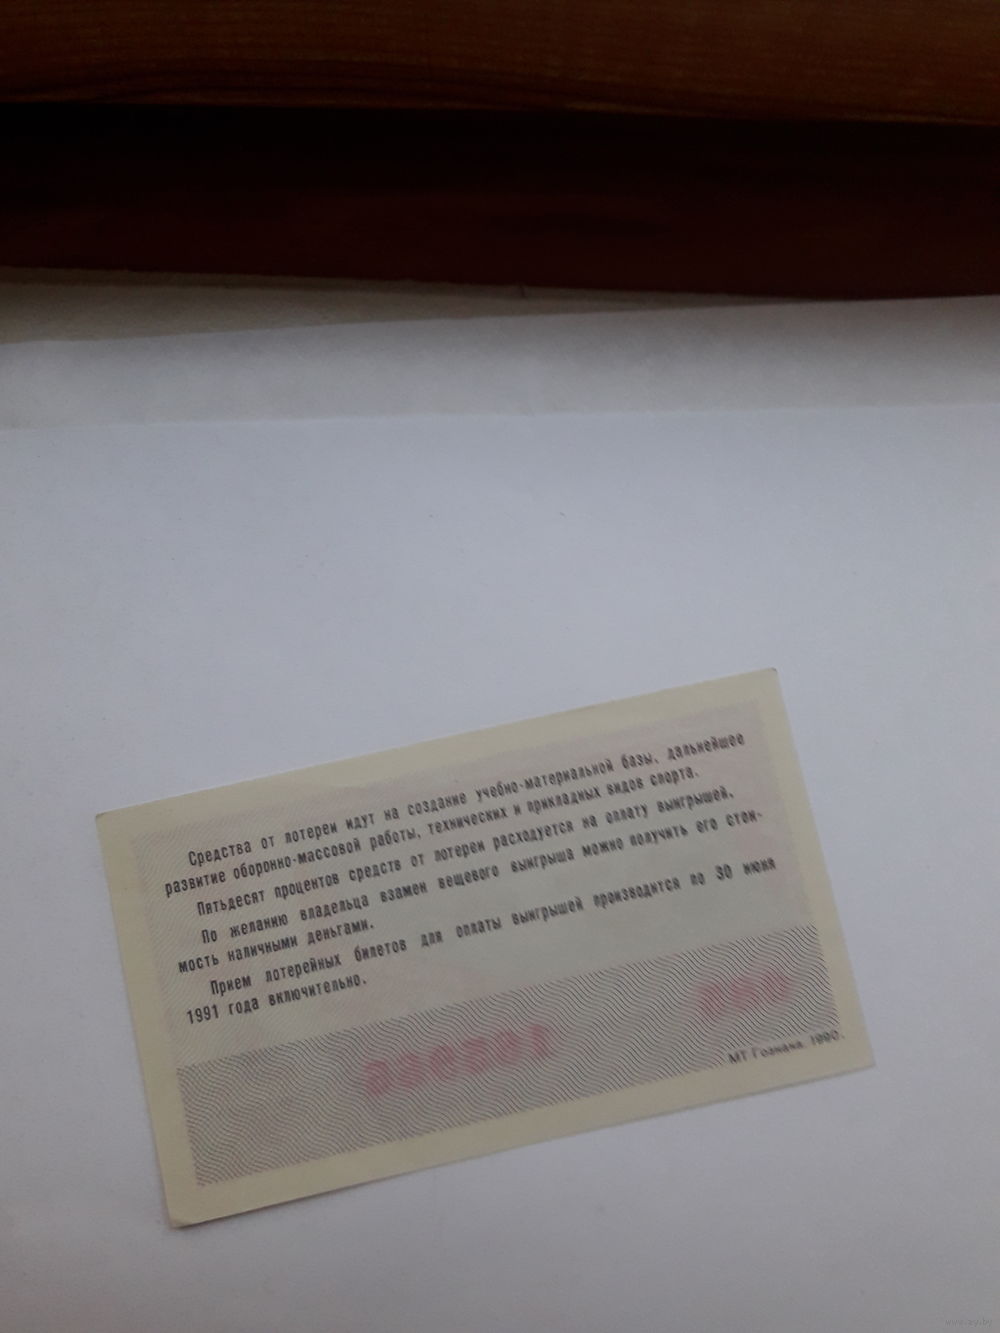 Средства от лотереи идут на создание учебно-материальной базы, дальнейшее
развитие оборонно-массовой работы, технических и прикладных видов спорта.
Пятьдесят процентов средств от лотереи расходуется на оплату выигрышей.
По желанию владельца взамен вещевого выигрыша можно получить его стои-
мость наличными деньгами.
Прием лотерейных билетов для оплаты выигрышей производится по 30 июня
1991 года включительно.
МТ Гознака. 1990.